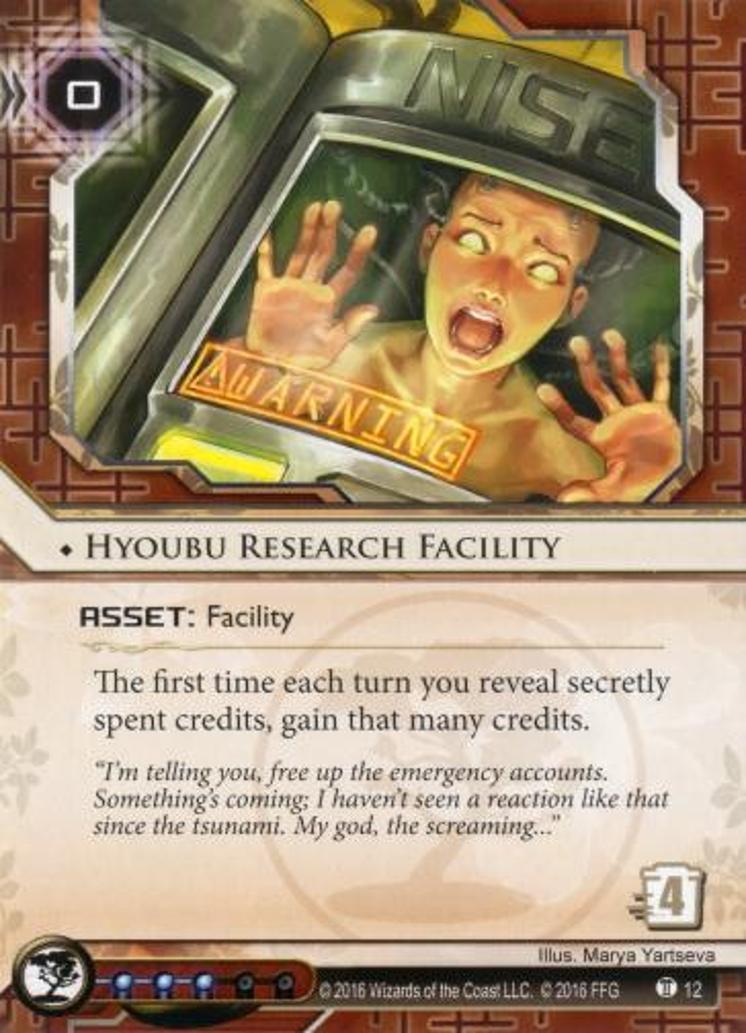 0
NISE
AWARNING
♦ HYOUBU RESEARCH FACILITY
ASSET: Facility
The first time each turn you reveal secretly
spent credits, gain that many credits.
“I'm telling you, free up the emergency accounts.
Something's coming; I haven't seen a reaction like that
since the tsunami. My god, the screaming...”
4
Illus. Marya Yartseva
© 2016 Wizards of the Coast LLC. © 2016 FFG 12